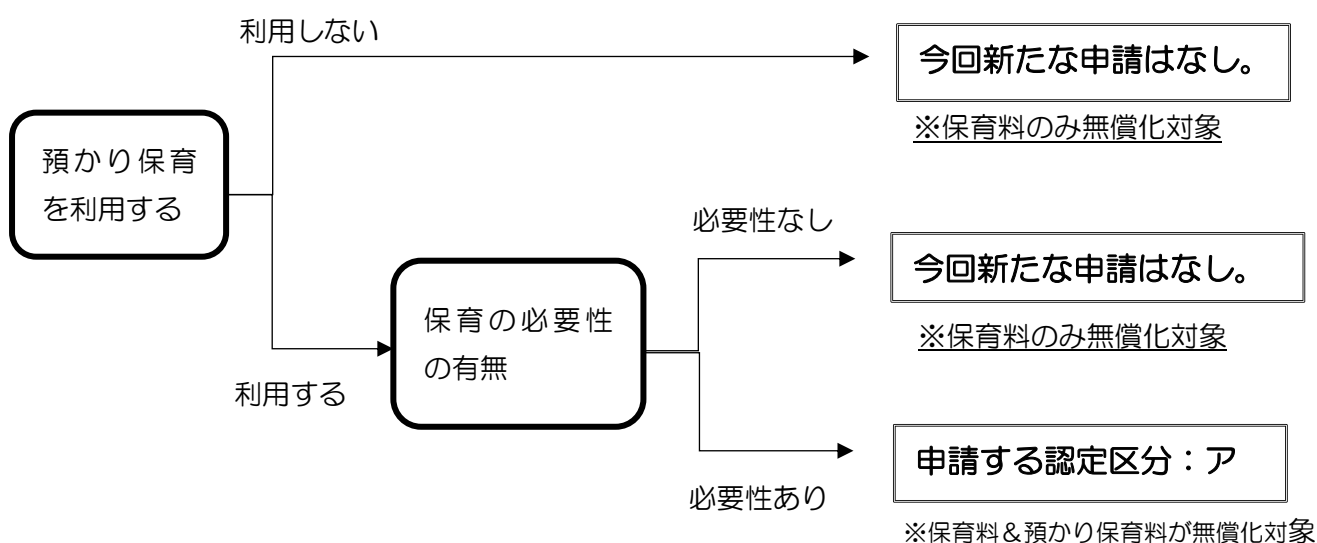 利用しない
今回新たな申請はなし。
※保育料のみ無償化対象
預かり保育
を利用する
必要性なし
今回新たな申請はなし。
※保育料のみ無償化対象
保育の必要性
の有無
利用する
申請する認定区分：ア
必要性あり
※保育料＆預かり保育料が無償化対象